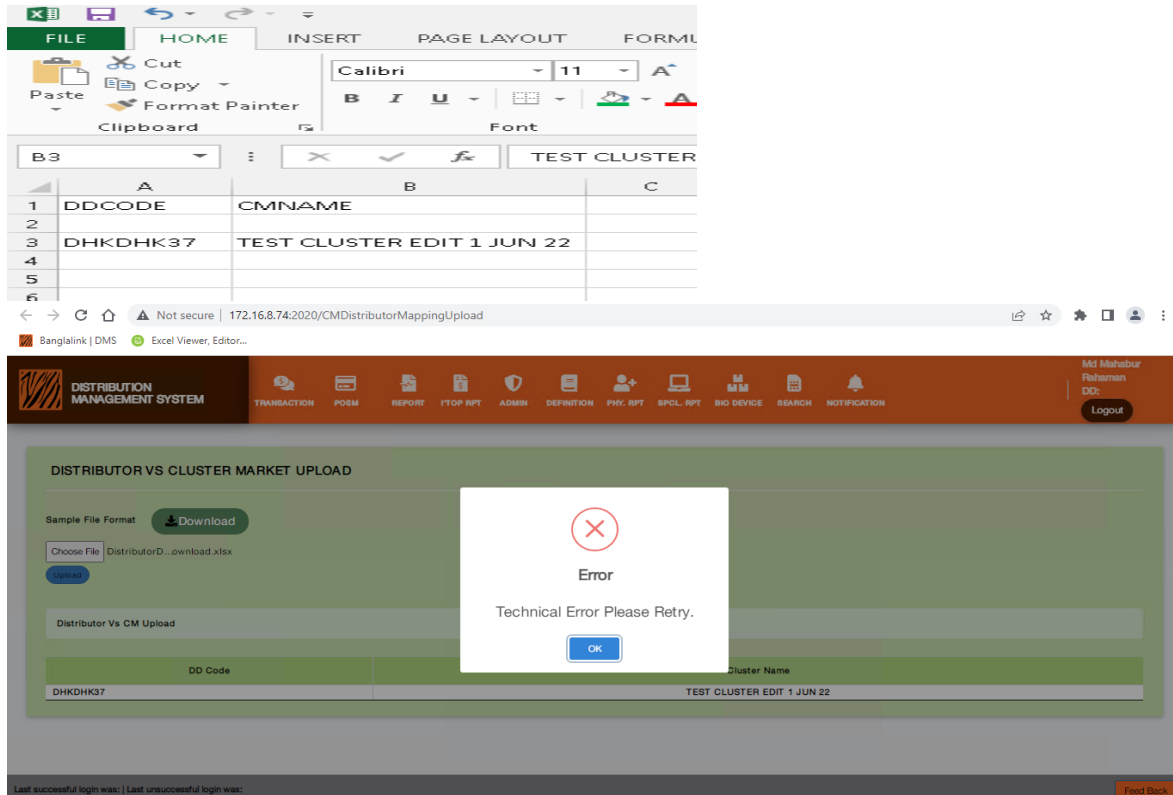 FILE HOME INSERT PAGE LAYOUT FORMU
Cut
Copy
Paste
Format Painter
Calibri 11 A
B I U A
Clipboard Font
B3 fx TEST CLUSTER
A B C
1 DDCODE CMNAME
2
3 DHKDHK37 TEST CLUSTER EDIT 1 JUN 22
4
5
6
Not secure 172.16.8.74:2020/CMDistributorMappingUpload
Banglalink | DMS Excel Viewer, Editor...
DISTRIBUTION
MANAGEMENT SYSTEM
TRANSACTION POSM REPORT I'TOP RPT ADMIN DEFINITION PHY. RPT SPCL. RPT BIO DEVICE SEARCH NOTIFICATION
Md Mahabur
Rahaman
DD:
Logout
DISTRIBUTOR VS CLUSTER MARKET UPLOAD
Sample File Format Download
Choose File DistributorD...ownload.xlsx
Upload
Distributor Vs CM Upload
DD Code Cluster Name
DHKDHK37 TEST CLUSTER EDIT 1 JUN 22
Error
Technical Error Please Retry.
OK
Last successful login was: | Last unsuccessful login was:
Feed Back